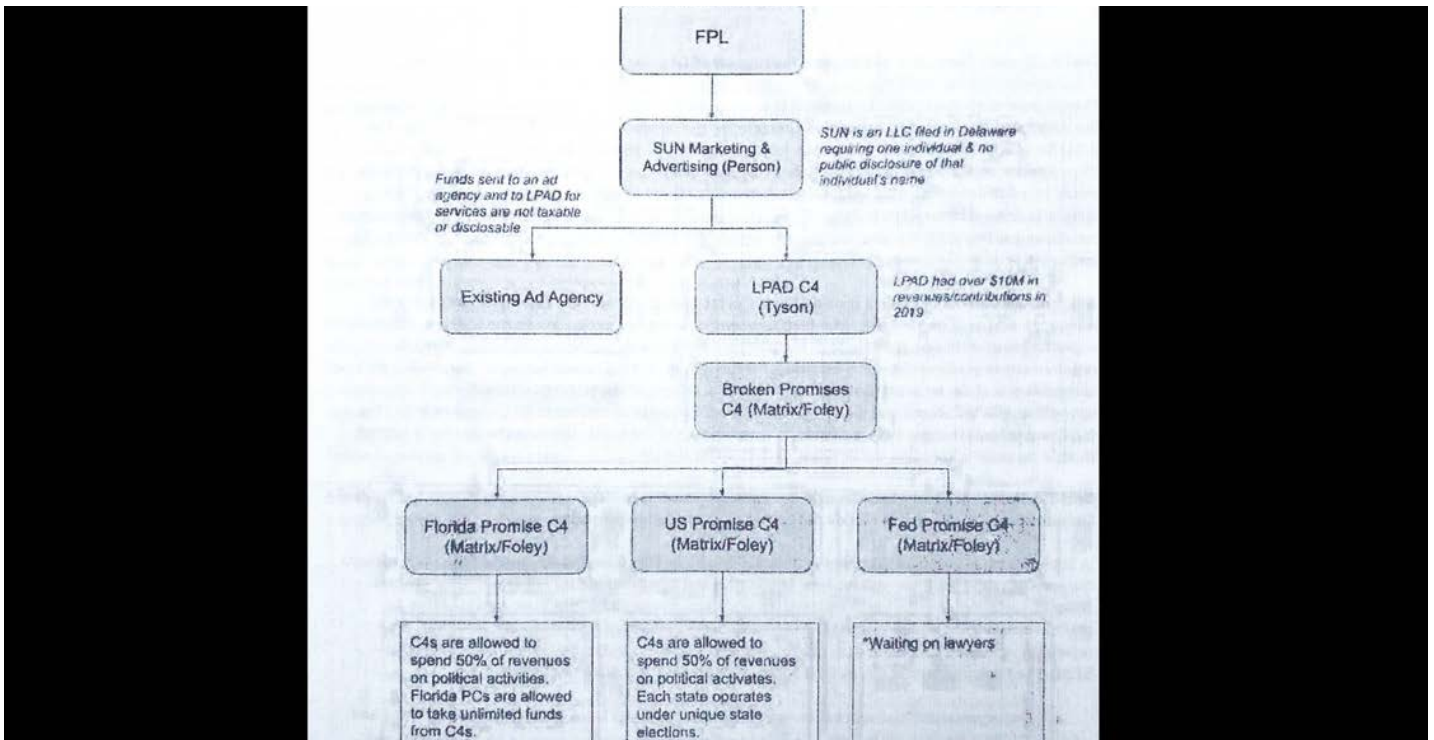 FPL
SUN Marketing &
Advertising (Person)
SUN is an LLC filed in Delaware
requiring one individual & no
public disclosure of that
individual's name
Funds sent to an ad
agency and to LPAD for
services are not taxable
or disclosable
Existing Ad Agency
LPAD C4
(Tyson)
LPAD had over $10M in
revenues/contributions in
2019
Broken Promises
C4 (Matrix/Foley)
Florida Promise C4
(Matrix/Foley)
US Promise C4
(Matrix/Foley)
Fed Promise C4
(Matrix/Foley)
C4s are allowed to
spend 50% of revenues
on political activities.
Florida PCs are allowed
to take unlimited funds
from C4s.
C4s are allowed to
spend 50% of revenues
on political activates.
Each state operates
under unique state
elections.
*Waiting on lawyers